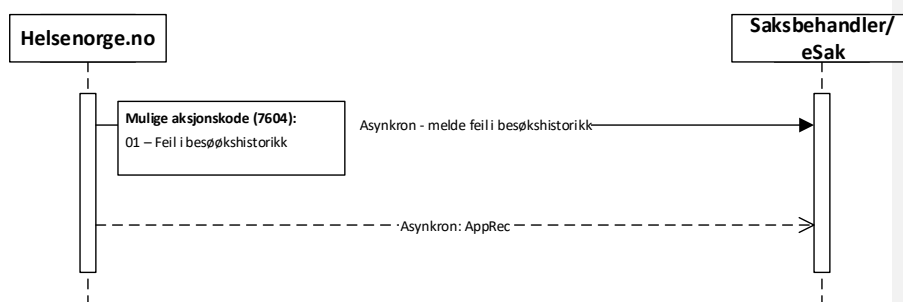 Helsenorge.no
Saksbehandler/
eSak
Mulige aksjonskode (7604):
01 – Feil i besøøkshistorikk
Asynkron - melde feil i besøkshistorikk
Asynkron: AppRec